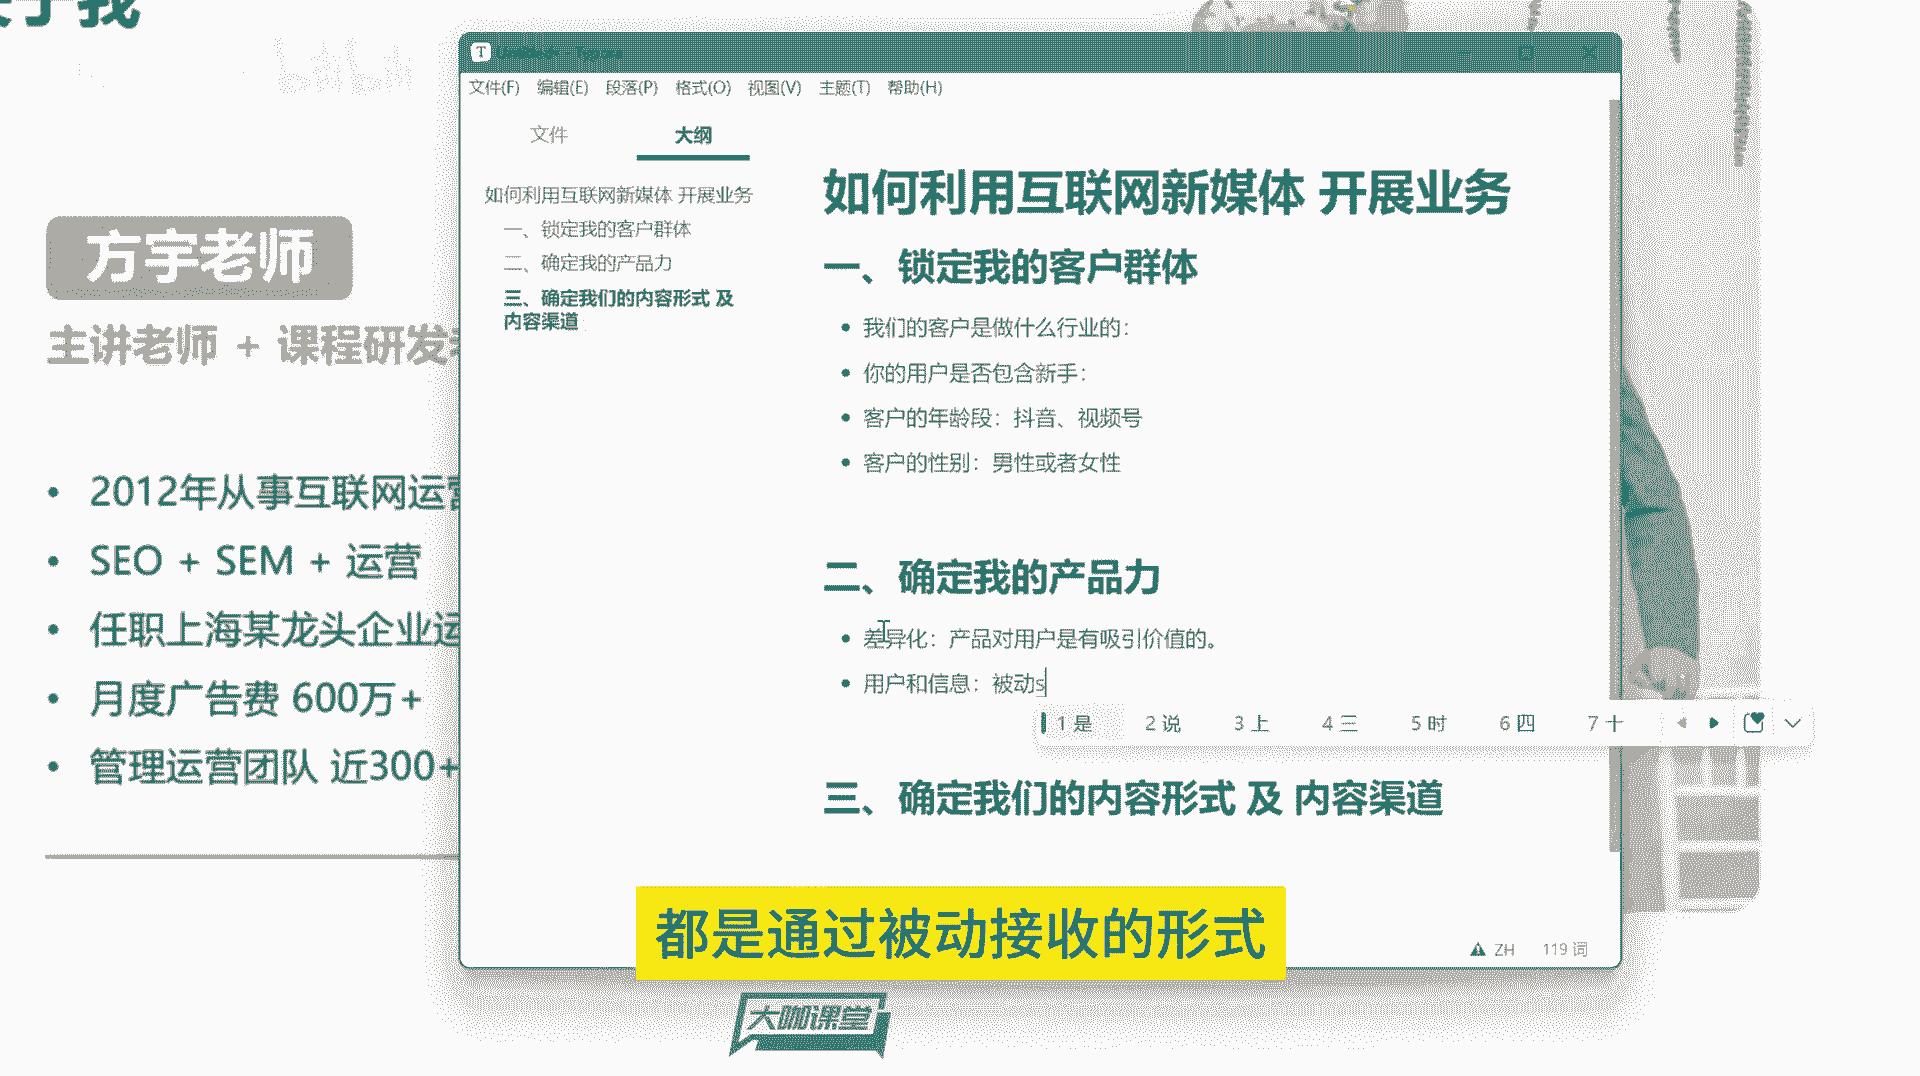 于我
方宇老师
主讲老师 + 课程研发
2012年从事互联网运营
SEO + SEM + 运营
任职上海某龙头企业运
月度广告费 600万+
管理运营团队 近300+
T
文件(F) 编辑(E) 段落(P) 格式(O) 视图(V) 主题(T) 帮助(H)
文件 大纲
如何利用互联网新媒体 开展业务
一、锁定我的客户群体
二、确定我的产品力
三、确定我们的内容形式 及
内容渠道
如何利用互联网新媒体 开展业务
一、锁定我的客户群体
我们的客户是做什么行业的：
你的用户是否包含新手：
客户的年龄段：抖音、视频号
客户的性别：男性或者女性
二、确定我的产品力
差异化：产品对用户是有吸引价值的。
用户和信息：被动s
1 是 2 说 3 上 4 三 5 时 6 四 7 十
三、确定我们的内容形式 及 内容渠道
ZH 119 词
都是通过被动接收的形式
大咖课堂